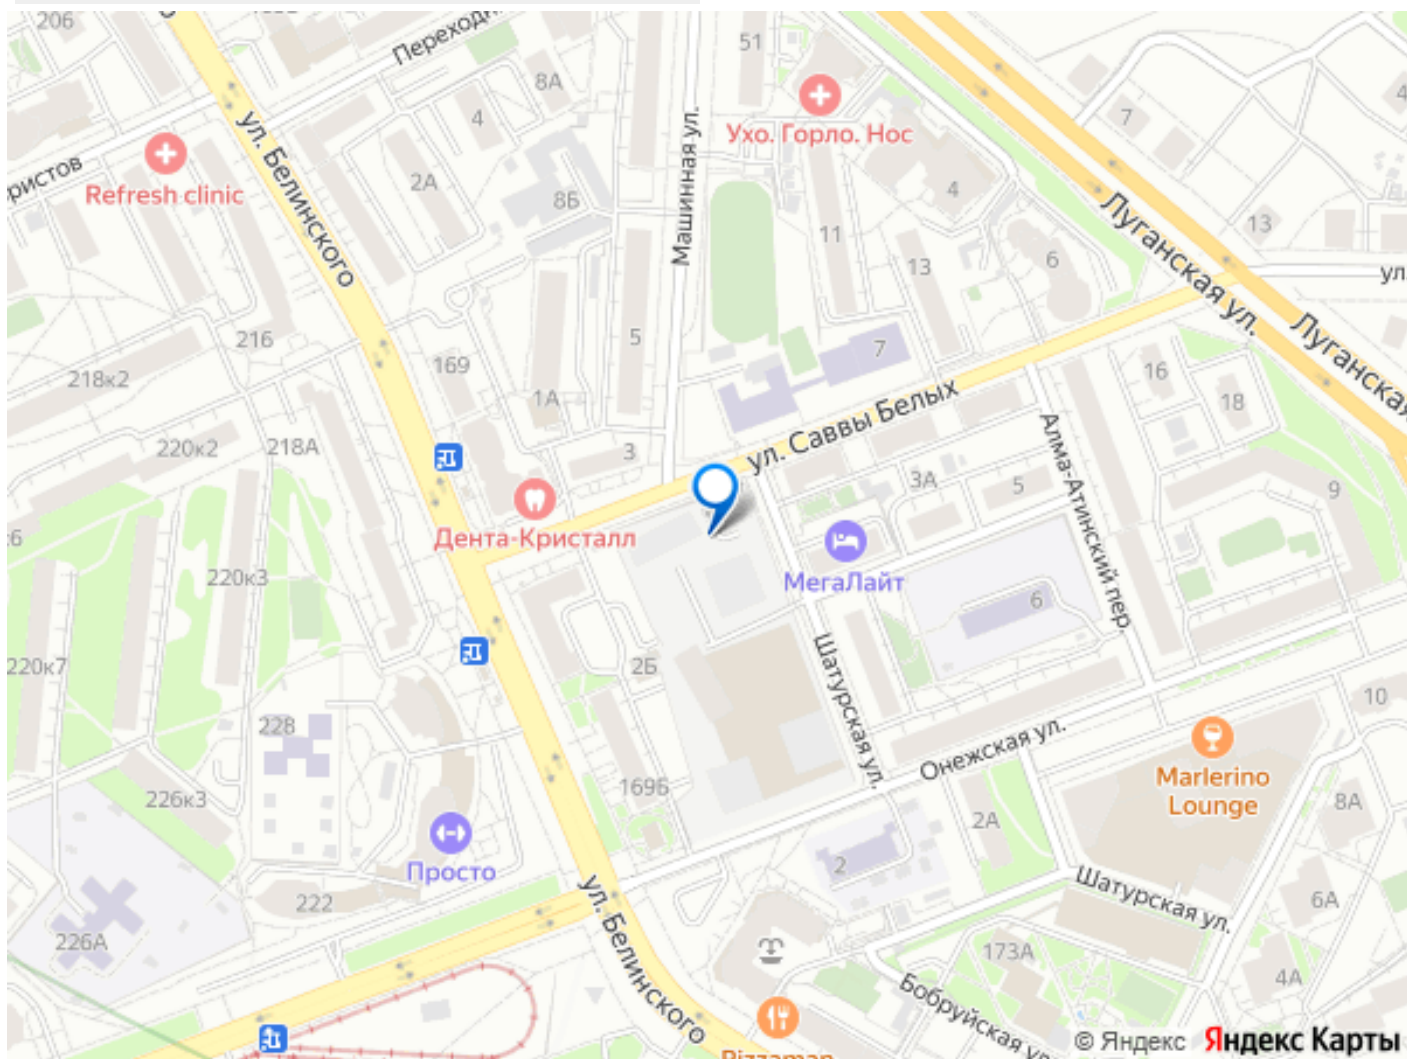 206
51
Переходн
8А
4
7
4
ул. Белинского
Машинная ул.
Ухо. Горло. Нос
ристов
Refresh clinic
2А
8Б
4
Луганская ул.
11
13
6
13
ул.
Луганская
216
5
7
218к2
169
16
1А
18
ул. Саввы Белых
220к2
218А
3
Алма-Атинский пер.
3А
5
9
Дента-Кристалл
220к3
МегаЛайт
6
220к7
2Б
Шатурская ул.
10
228
Онежская ул.
Marlerino
Lounge
226к3
169Б
2А
8А
Просто
2
222
Шатурская ул.
6А
ул. Белинского
226А
173А
4А
Бобруйская ул.
Pizzaman
© Яндекс Яндекс Карты